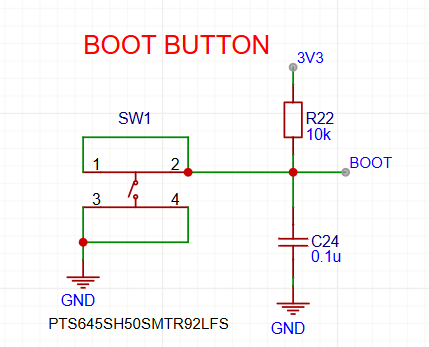 BOOT BUTTON
3V3
SW1
R22
10k
1 2
BOOT
3 4
C24
0.1u
GND
PTS645SH50SMTR92LFS
GND